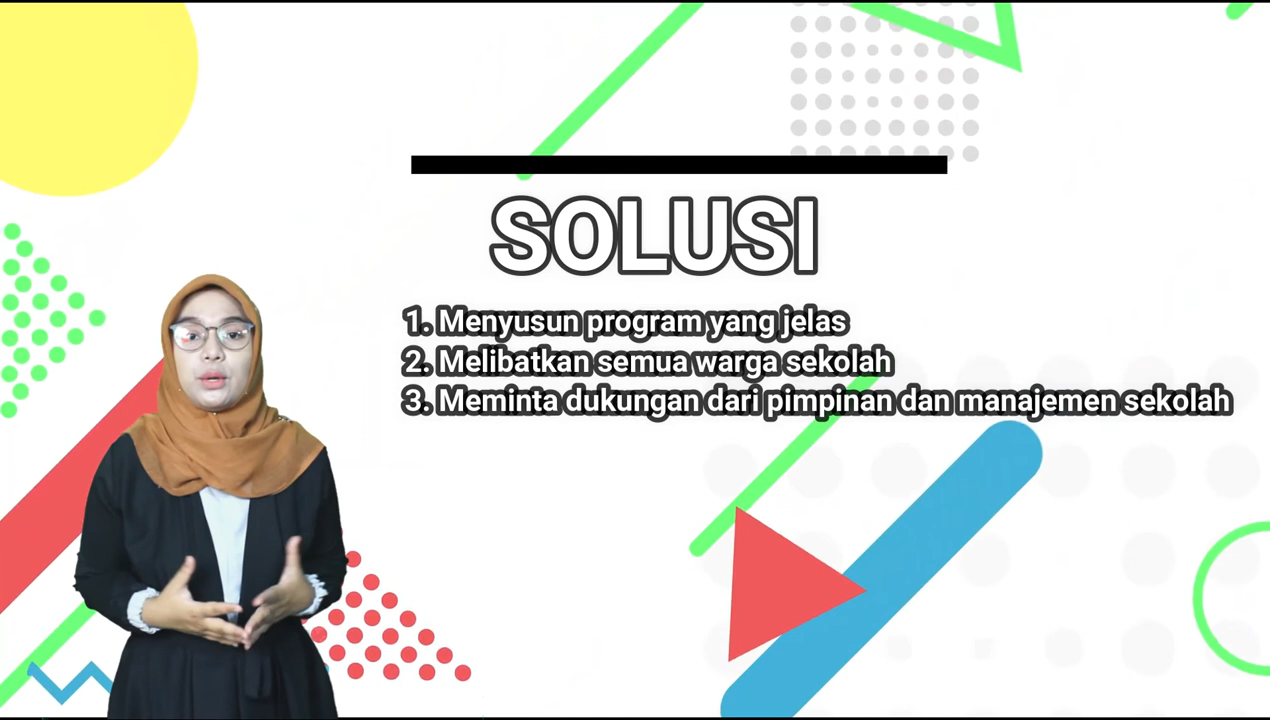 SOLUSI
1. Menyusun program yang jelas
2. Melibatkan semua warga sekolah
3. Meminta dukungan dari pimpinan dan manajemen sekolah